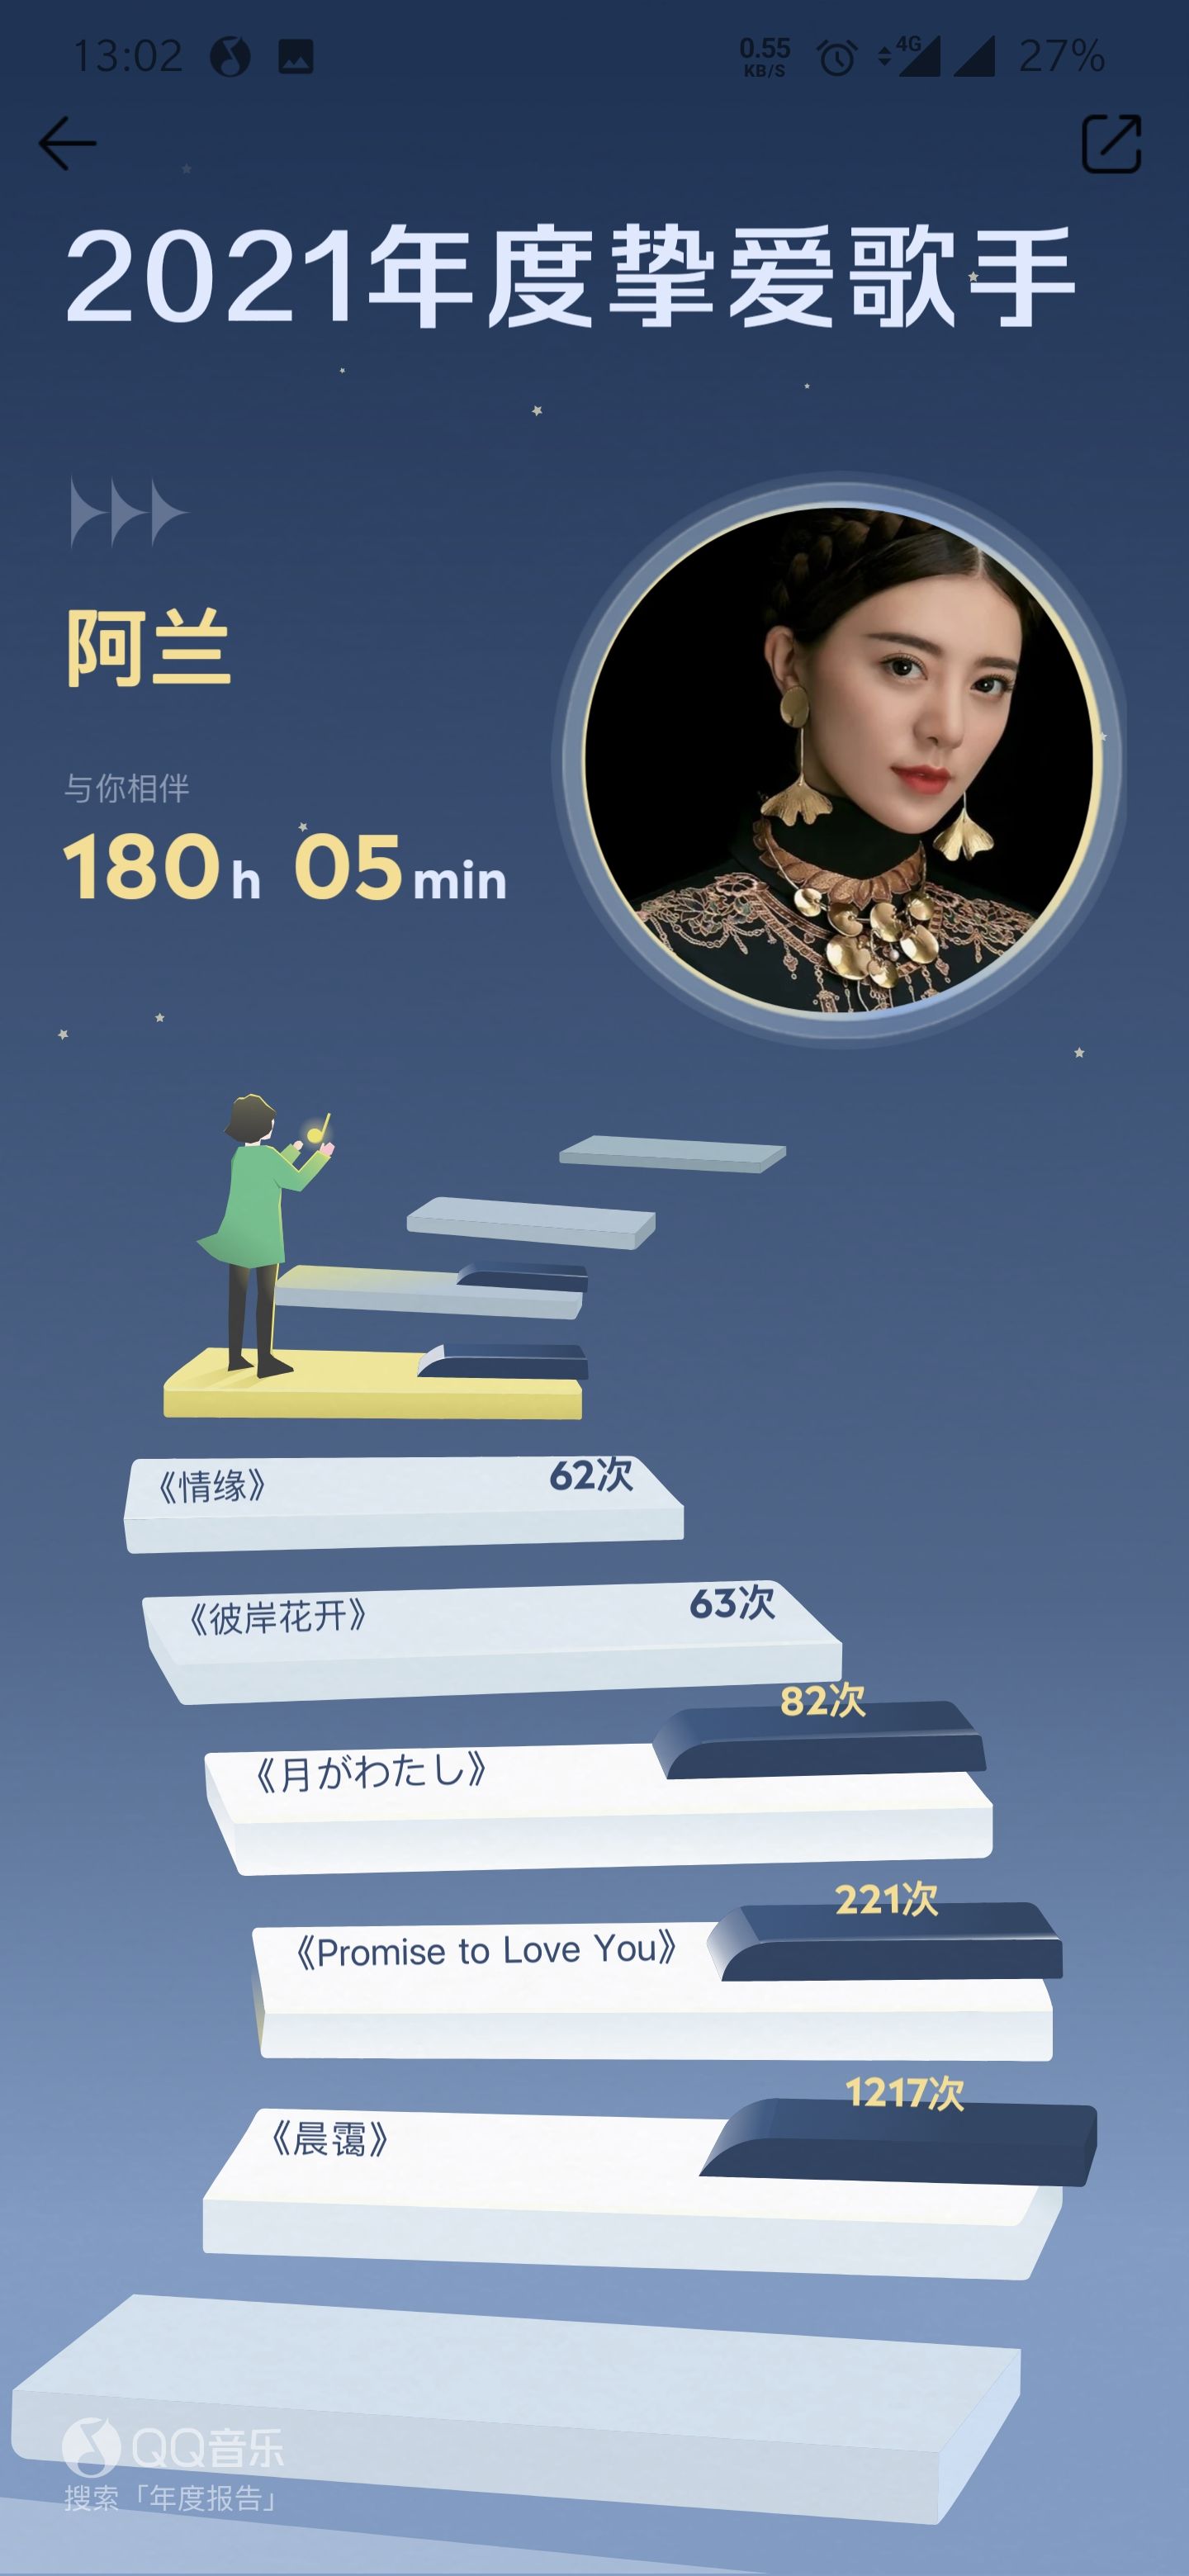 13:02 0.55 KB/S 4G 27%
2021年度挚爱歌手
阿兰
与你相伴
180h 05min
《情缘》 62次
《彼岸花开》 63次
82次
《月がわたし》
221次
《Promise to Love You》
1217次
《晨霭》
QQ音乐
搜索「年度报告」